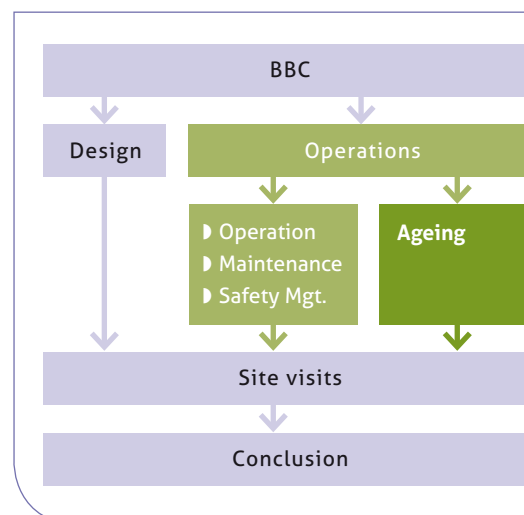 BBC
Design
Operations
Operation
Maintenance
Safety Mgt.
Ageing
Site visits
Conclusion